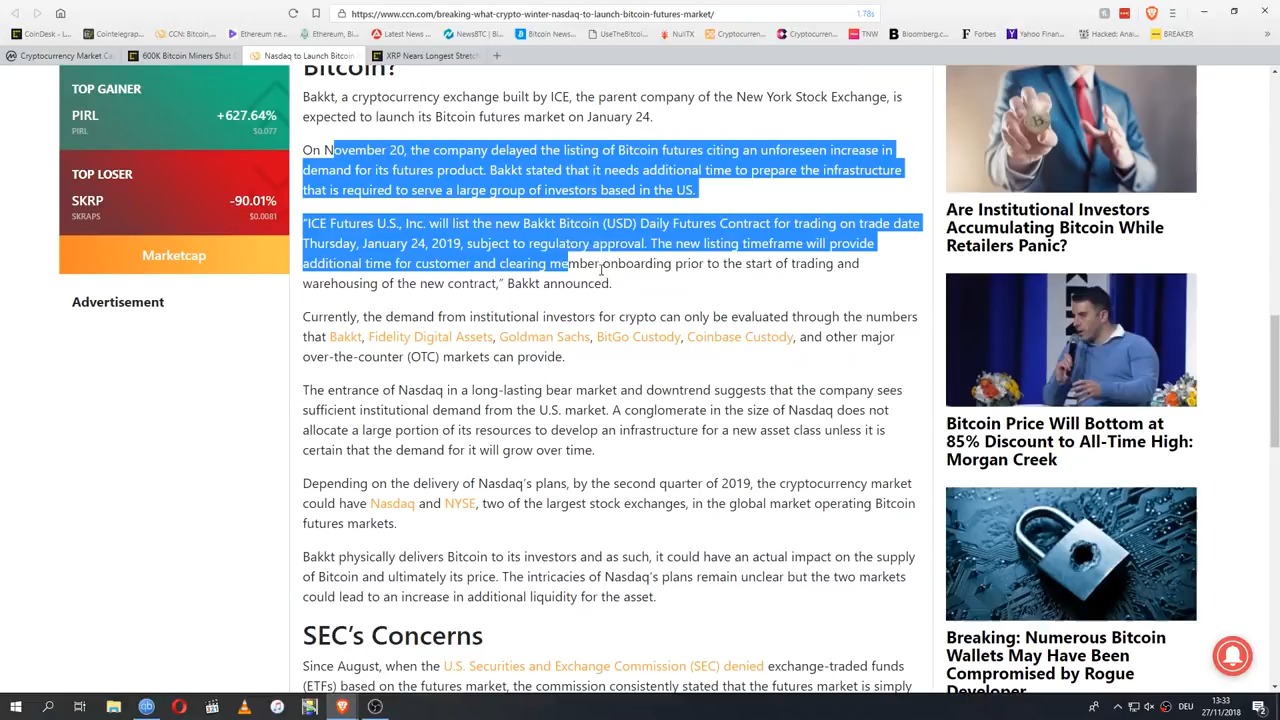 https://www.ccn.com/breaking-what-crypto-winter-nasdaq-to-launch-bitcoin-futures-market/
1.78s
CoinDesk - L...
Cointelegrap...
CCN: Bitcoin,...
Ethereum ne...
Ethereum, Bi...
Latest News ...
NewsBTC | Bi...
Bitcoin News...
UseTheBitcoi...
NullTX
Cryptocurren...
Cryptocurren...
TNW
Bloomberg.c...
Forbes
Yahoo Finan...
Hacked: Anal...
BREAKER
Cryptocurrency Market Ca
600K Bitcoin Miners Shut
Nasdaq to Launch Bitcoin
XRP Nears Longest Stretch
TOP GAINER
PIRL
+627.64%
PIRL
$0.077
TOP LOSER
SKRP
-90.01%
SKRAPS
$0.0081
Marketcap
Advertisement
Bitcoin?
Bakkt, a cryptocurrency exchange built by ICE, the parent company of the New York Stock Exchange, is
expected to launch its Bitcoin futures market on January 24.
On November 20, the company delayed the listing of Bitcoin futures citing an unforeseen increase in
demand for its futures product. Bakkt stated that it needs additional time to prepare the infrastructure
that is required to serve a large group of investors based in the US.
“ICE Futures U.S., Inc. will list the new Bakkt Bitcoin (USD) Daily Futures Contract for trading on trade date
Thursday, January 24, 2019, subject to regulatory approval. The new listing timeframe will provide
additional time for customer and clearing member onboarding prior to the start of trading and
warehousing of the new contract,” Bakkt announced.
Currently, the demand from institutional investors for crypto can only be evaluated through the numbers
that Bakkt, Fidelity Digital Assets, Goldman Sachs, BitGo Custody, Coinbase Custody, and other major
over-the-counter (OTC) markets can provide.
The entrance of Nasdaq in a long-lasting bear market and downtrend suggests that the company sees
sufficient institutional demand from the U.S. market. A conglomerate in the size of Nasdaq does not
allocate a large portion of its resources to develop an infrastructure for a new asset class unless it is
certain that the demand for it will grow over time.
Depending on the delivery of Nasdaq’s plans, by the second quarter of 2019, the cryptocurrency market
could have Nasdaq and NYSE, two of the largest stock exchanges, in the global market operating Bitcoin
futures markets.
Bakkt physically delivers Bitcoin to its investors and as such, it could have an actual impact on the supply
of Bitcoin and ultimately its price. The intricacies of Nasdaq’s plans remain unclear but the two markets
could lead to an increase in additional liquidity for the asset.
SEC’s Concerns
Since August, when the U.S. Securities and Exchange Commission (SEC) denied exchange-traded funds
(ETFs) based on the futures market, the commission consistently stated that the futures market is simply
Are Institutional Investors
Accumulating Bitcoin While
Retailers Panic?
Bitcoin Price Will Bottom at
85% Discount to All-Time High:
Morgan Creek
Breaking: Numerous Bitcoin
Wallets May Have Been
Compromised by Rogue
Developer
DEU
13:33
27/11/2018
2